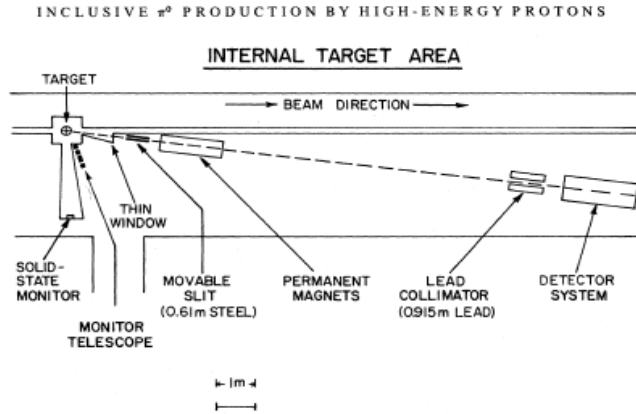 INCLUSIVE π⁰ PRODUCTION BY HIGH-ENERGY PROTONS
INTERNAL TARGET AREA
TARGET
BEAM DIRECTION
THIN
WINDOW
SOLID-
STATE
MONITOR
MONITOR
TELESCOPE
MOVABLE
SLIT
(0.61m STEEL)
PERMANENT
MAGNETS
LEAD
COLLIMATOR
(0.915m LEAD)
DETECTOR
SYSTEM
1m